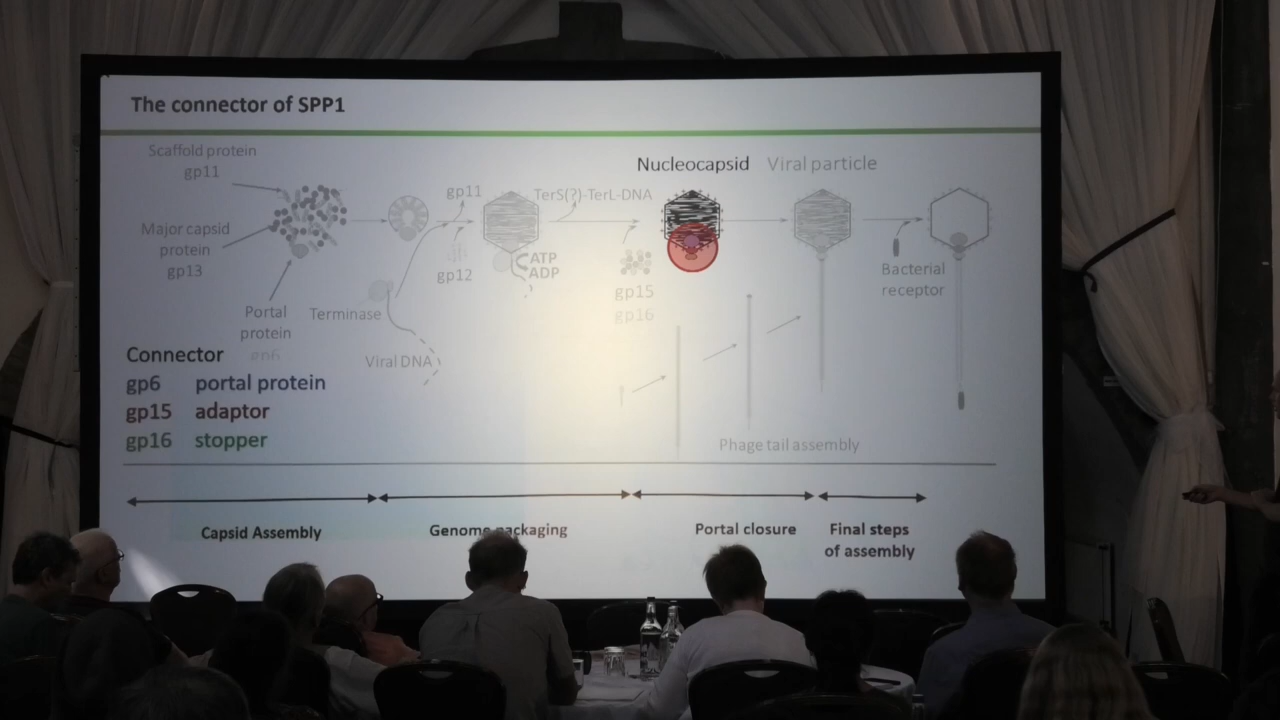 The connector of SPP1
Scaffold protein
gp11
Major capsid
protein
gp13
Portal
protein
gp6
Terminase
Viral DNA
gp11
gp12
ATP
ADP
TerS(?)-TerL-DNA
gp15
gp16
Nucleocapsid
Viral particle
Bacterial
receptor
Phage tail assembly
Connector
gp6 portal protein
gp15 adaptor
gp16 stopper
Capsid Assembly
Genome packaging
Portal closure
Final steps
of assembly